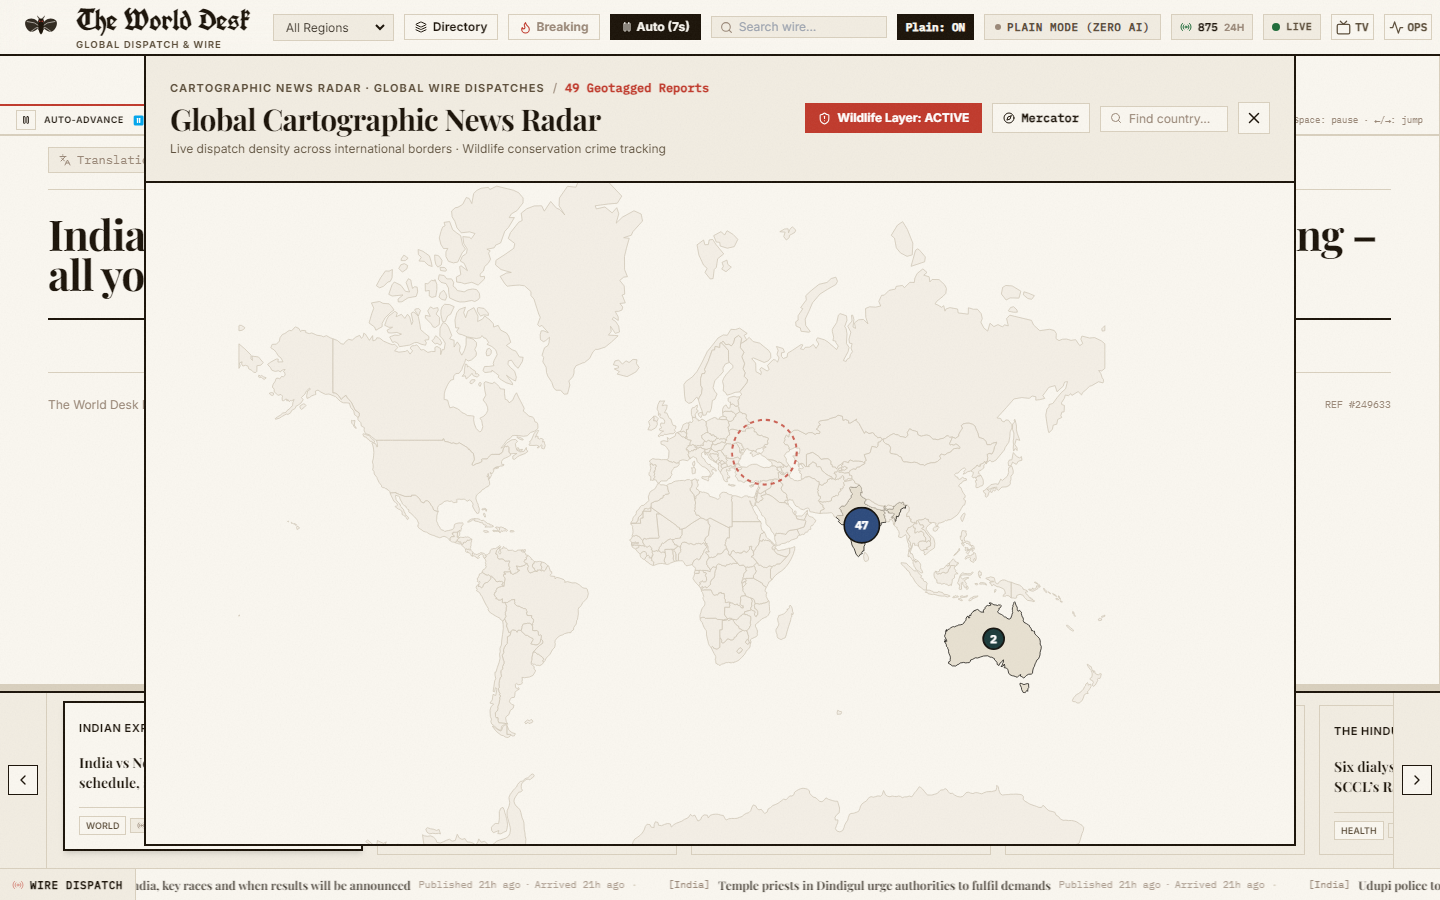 The World Desk
GLOBAL DISPATCH & WIRE
All Regions
Directory
Breaking
Auto (7s)
Search wire...
Plain: ON
PLAIN MODE (ZERO AI)
875 24H
LIVE
TV
OPS
CARTOGRAPHIC NEWS RADAR · GLOBAL WIRE DISPATCHES / 49 Geotagged Reports
Global Cartographic News Radar
Live dispatch density across international borders · Wildlife conservation crime tracking
Wildlife Layer: ACTIVE
Mercator
Find country...
AUTO-ADVANCE
Space: pause · ←/→: jump
India
ng –
all yo
The World Desk
REF #249633
47
2
INDIAN EXP
India vs N
schedule,
WORLD
THE HIND
Six dialys
SCCL's R
HEALTH
WIRE DISPATCH
ndia, key races and when results will be announced Published 21h ago · Arrived 21h ago ·
[India] Temple priests in Dindigul urge authorities to fulfil demands Published 21h ago · Arrived 21h ago ·
[India] Udupi police to